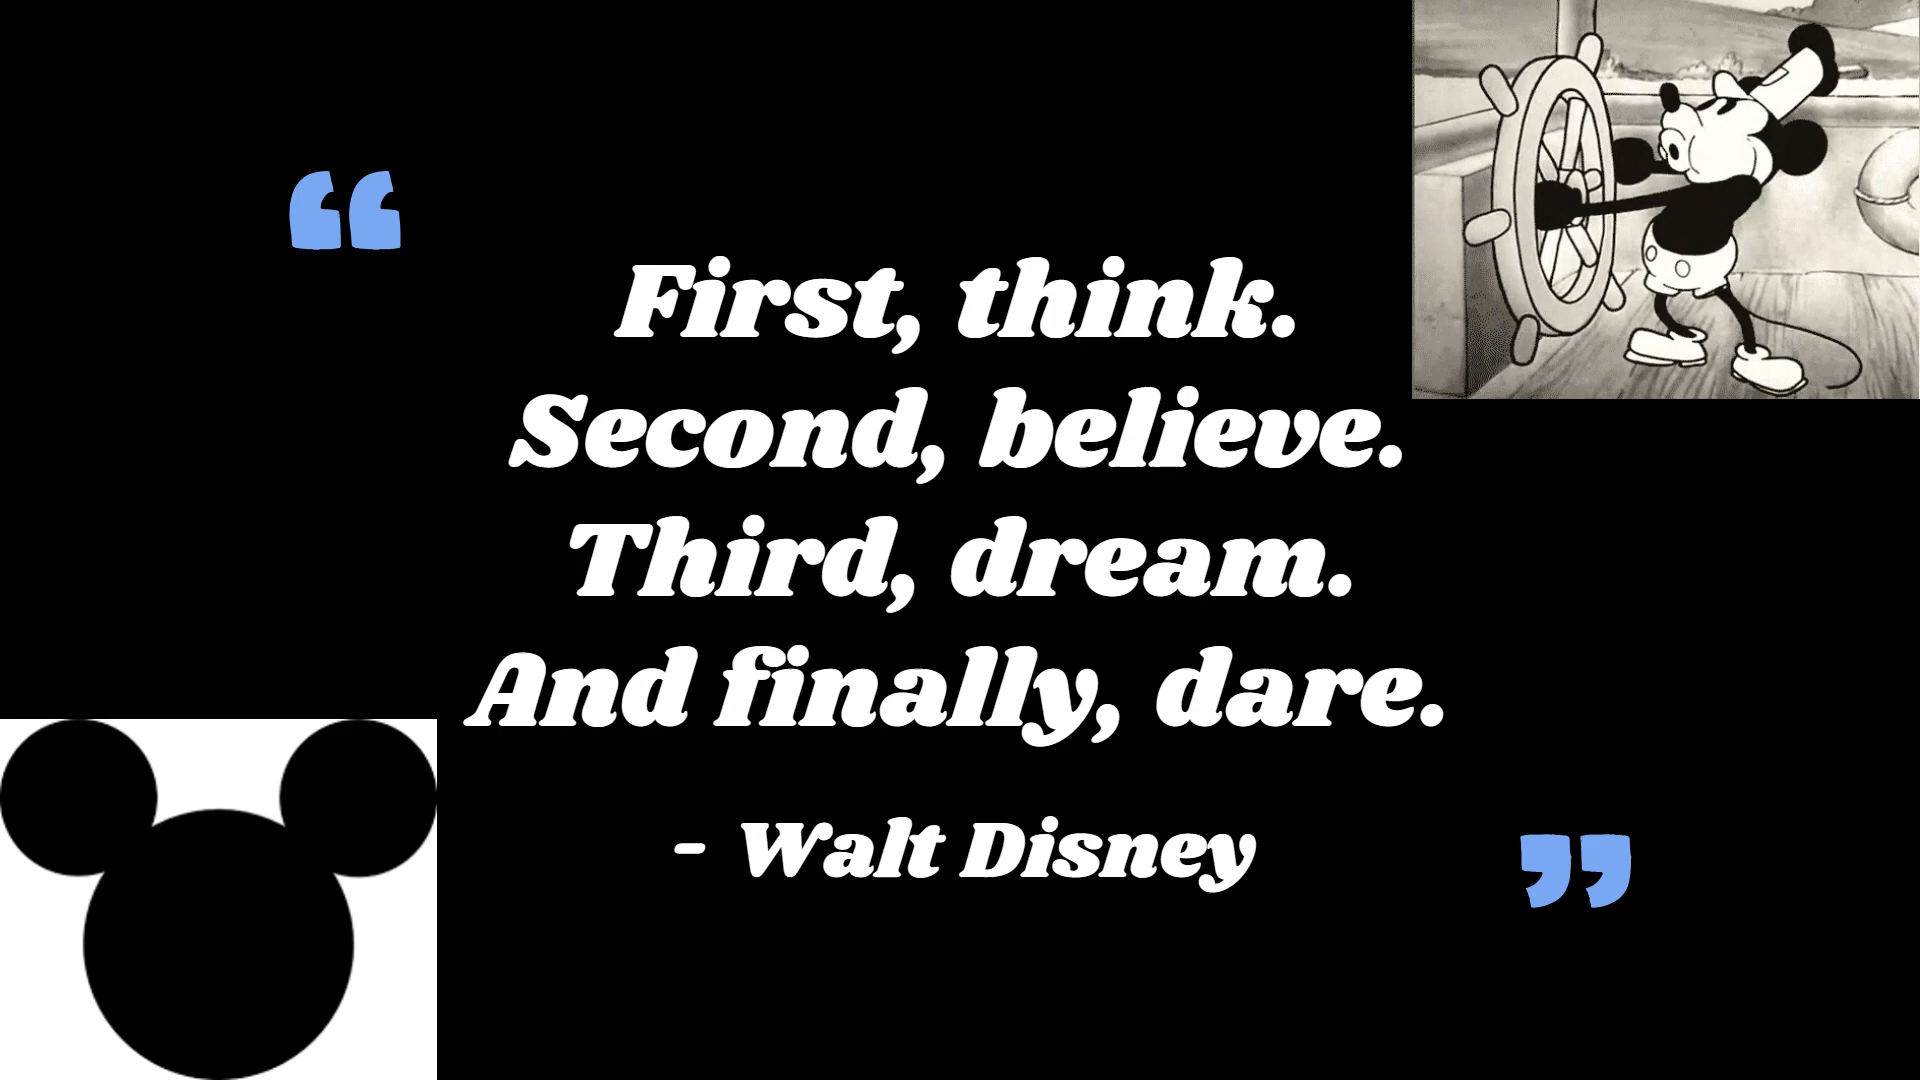 “
First, think.
Second, believe.
Third, dream.
And finally, dare.
- Walt Disney
”